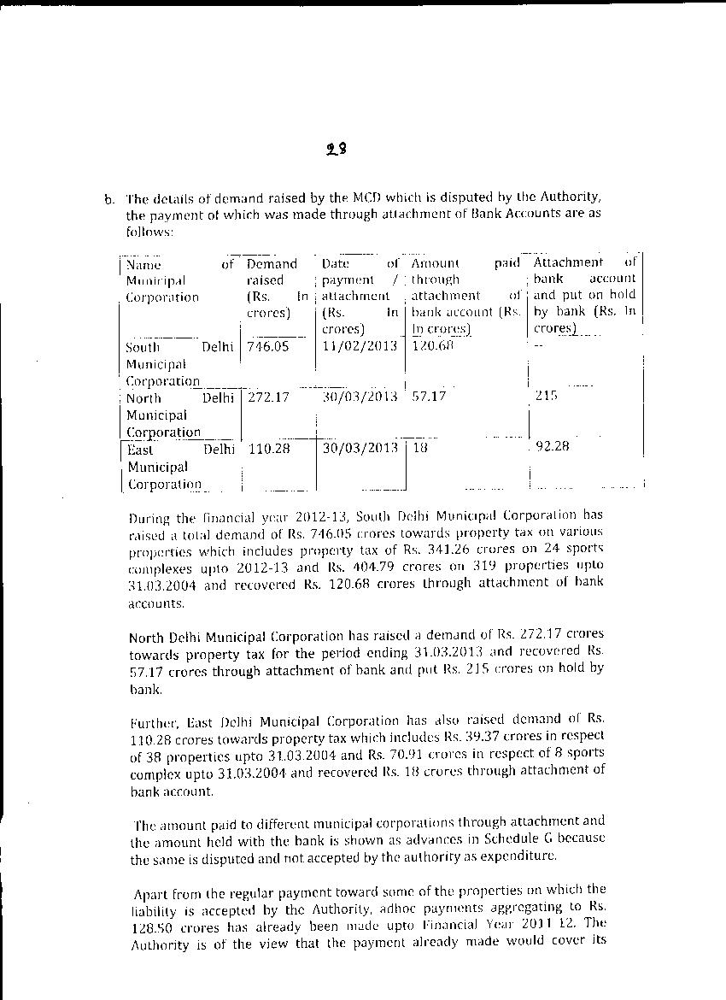 28
b. The details of demand raised by the MCD which is disputed by the Authority,
the payment of which was made through attachment of Bank Accounts are as
follows:
Name of Demand Date of Amount paid Attachment of
Municipal raised payment / through bank account
Corporation (Rs. In attachment attachment of and put on hold
crores) (Rs. In bank account (Rs. by bank (Rs. In
crores) In crores) crores)
South Delhi 746.05 11/02/2013 120.68 --
Municipal
Corporation
North Delhi 272.17 30/03/2013 57.17 215
Municipal
Corporation
East Delhi 110.28 30/03/2013 18 92.28
Municipal
Corporation
During the financial year 2012-13, South Delhi Municipal Corporation has
raised a total demand of Rs. 746.05 crores towards property tax on various
properties which includes property tax of Rs. 341.26 crores on 24 sports
complexes upto 2012-13 and Rs. 404.79 crores on 319 properties upto
31.03.2004 and recovered Rs. 120.68 crores through attachment of bank
accounts.
North Delhi Municipal Corporation has raised a demand of Rs. 272.17 crores
towards property tax for the period ending 31.03.2013 and recovered Rs.
57.17 crores through attachment of bank and put Rs. 215 crores on hold by
bank.
Further, East Delhi Municipal Corporation has also raised demand of Rs.
110.28 crores towards property tax which includes Rs. 39.37 crores in respect
of 38 properties upto 31.03.2004 and Rs. 70.91 crores in respect of 8 sports
complex upto 31.03.2004 and recovered Rs. 18 crores through attachment of
bank account.
The amount paid to different municipal corporations through attachment and
the amount held with the bank is shown as advances in Schedule G because
the same is disputed and not accepted by the authority as expenditure.
Apart from the regular payment toward some of the properties on which the
liability is accepted by the Authority, adhoc payments aggregating to Rs.
128.50 crores has already been made upto Financial Year 2011-12. The
Authority is of the view that the payment already made would cover its